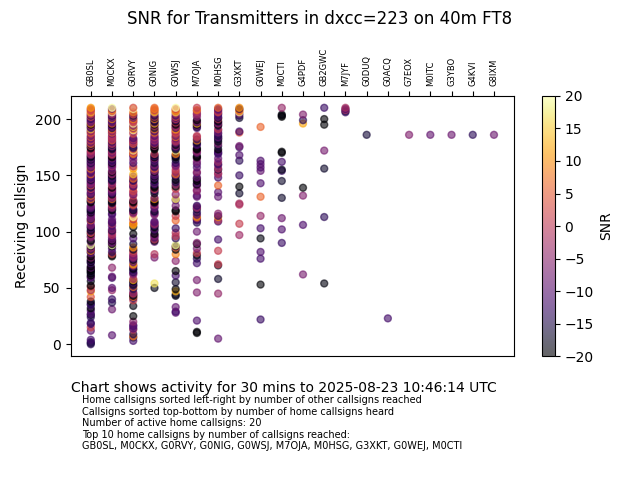 SNR for Transmitters in dxcc=223 on 40m FT8
GB0SL M0CKX G0RVY G0NIG G0WSJ M7OJA M0HSG G3XKT G0WEJ M0CTI G4PDF GB2GWC M7JYF G0DUQ G0ACQ G7EOX M0ITC G3YBO G4KVI G8IXM
200
150
100
50
0
Receiving callsign
20
15
10
5
0
−5
−10
−15
−20
SNR
Chart shows activity for 30 mins to 2025-08-23 10:46:14 UTC
Home callsigns sorted left-right by number of other callsigns reached
Callsigns sorted top-bottom by number of home callsigns heard
Number of active home callsigns: 20
Top 10 home callsigns by number of callsigns reached:
GB0SL, M0CKX, G0RVY, G0NIG, G0WSJ, M7OJA, M0HSG, G3XKT, G0WEJ, M0CTI